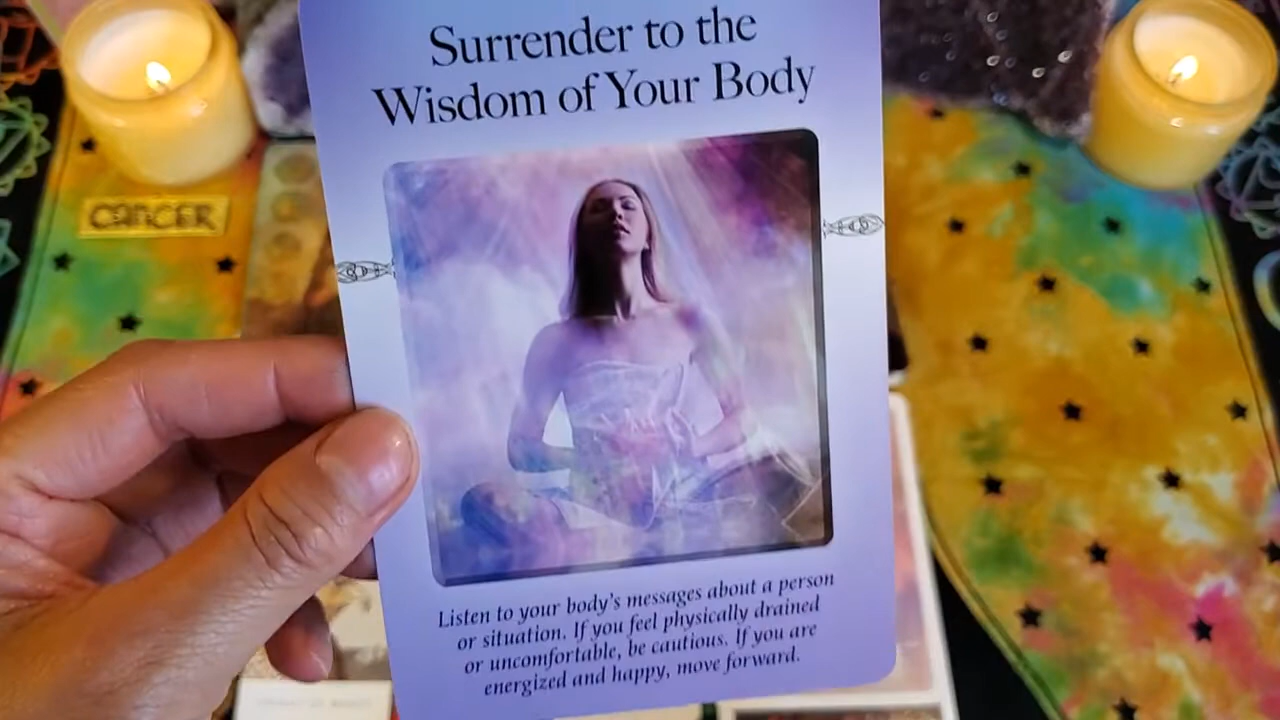 Surrender to the
Wisdom of Your Body
CANCER
Listen to your body's messages about a person
or situation. If you feel physically drained
or uncomfortable, be cautious. If you are
energized and happy, move forward.